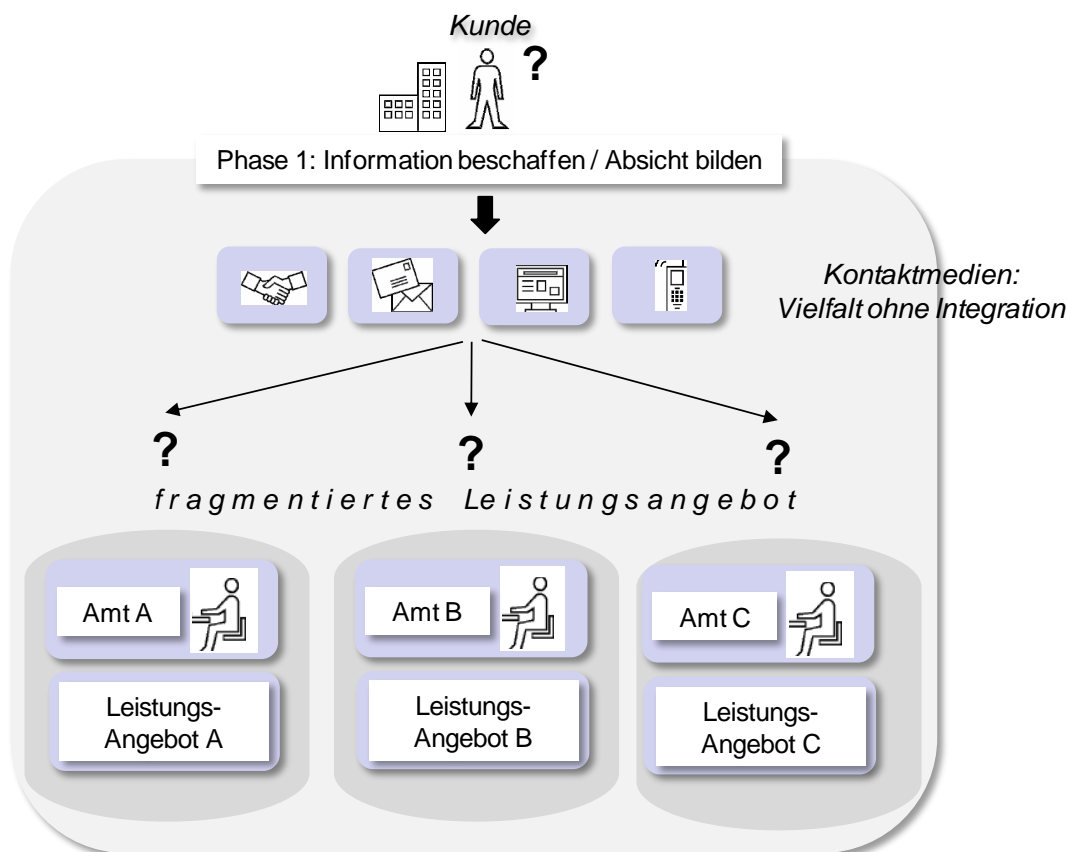 Kunde
?
Phase 1: Information beschaffen / Absicht bilden
Kontaktmedien:
Vielfalt ohne Integration
? ? ?
fragmentiertes Leistungsangebot
Amt A
Amt B
Amt C
Leistungs-
Angebot A
Leistungs-
Angebot B
Leistungs-
Angebot C